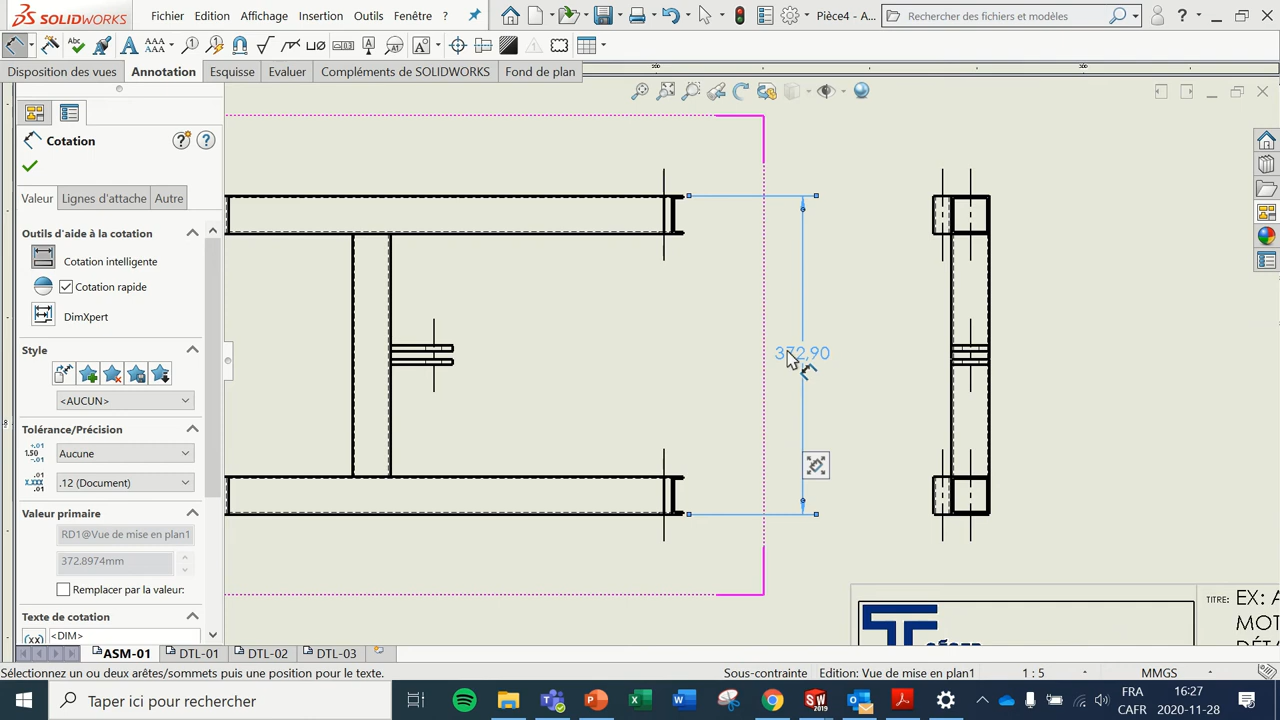 SOLIDWORKS
Fichier Edition Affichage Insertion Outils Fenêtre ?
Pièce4 - A...
Rechercher des fichiers et modèles
?
Disposition des vues Annotation Esquisse Evaluer Compléments de SOLIDWORKS Fond de plan
Cotation
Valeur Lignes d'attache Autre
Outils d'aide à la cotation
Cotation intelligente
Cotation rapide
DimXpert
Style
<AUCUN>
Tolérance/Précision
Aucune
.12 (Document)
Valeur primaire
RD1@Vue de mise en plan1
372.8974mm
Remplacer par la valeur:
Texte de cotation
<DIM>
372,90
TITRE: EX: A
MOT
DÉTA
ASM-01 DTL-01 DTL-02 DTL-03
Sélectionnez un ou deux arêtes/sommets puis une position pour le texte.
Sous-contrainte Edition: Vue de mise en plan1 1 : 5 MMGS
Taper ici pour rechercher
FRA
CAFR
16:27
2020-11-28